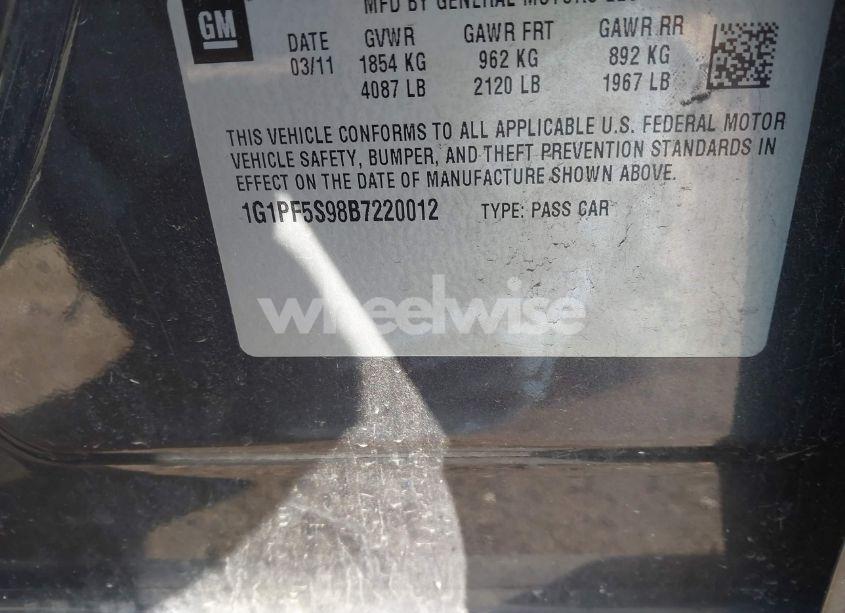 GM
MFD BY GENERAL MOTORS LLC
DATE GVWR GAWR FRT GAWR RR
03/11 1854 KG 962 KG 892 KG
4087 LB 2120 LB 1967 LB
THIS VEHICLE CONFORMS TO ALL APPLICABLE U.S. FEDERAL MOTOR
VEHICLE SAFETY, BUMPER, AND THEFT PREVENTION STANDARDS IN
EFFECT ON THE DATE OF MANUFACTURE SHOWN ABOVE.
1G1PF5S98B7220012 TYPE: PASS CAR
wheelwise